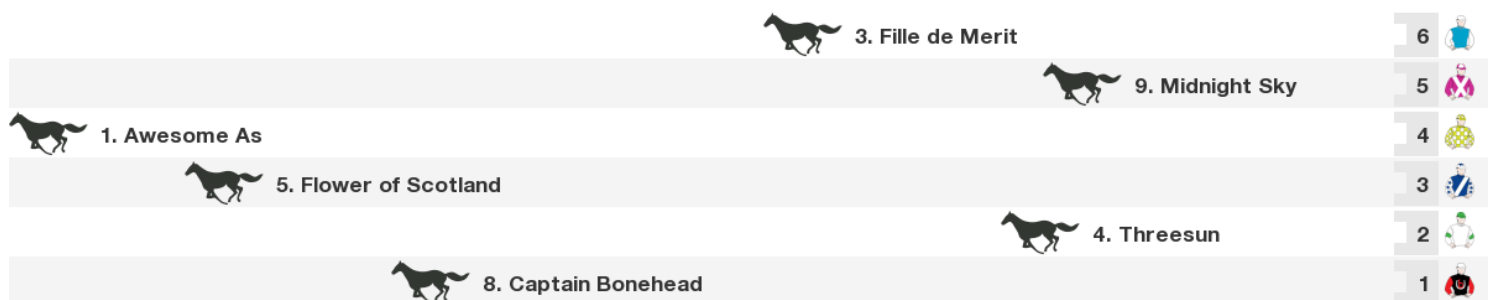 3. Fille de Merit 6
9. Midnight Sky 5
1. Awesome As 4
5. Flower of Scotland 3
4. Threesun 2
8. Captain Bonehead 1